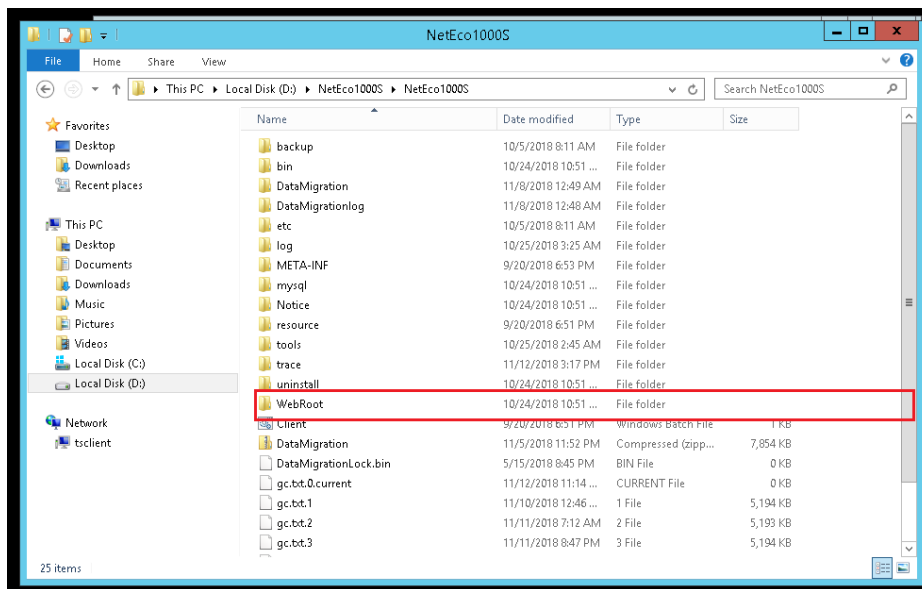 NetEco1000S
File Home Share View
This PC Local Disk (D:) NetEco1000S NetEco1000S Search NetEco1000S
Name Date modified Type Size
Favorites
Desktop
Downloads
Recent places
This PC
Desktop
Documents
Downloads
Music
Pictures
Videos
Local Disk (C:)
Local Disk (D:)
Network
tsclient
backup 10/5/2018 8:11 AM File folder
bin 10/24/2018 10:51 ... File folder
DataMigration 11/8/2018 12:49 AM File folder
DataMigrationlog 11/8/2018 12:48 AM File folder
etc 10/5/2018 8:11 AM File folder
log 10/25/2018 3:25 AM File folder
META-INF 9/20/2018 6:53 PM File folder
mysql 10/24/2018 10:51 ... File folder
Notice 10/24/2018 10:51 ... File folder
resource 9/20/2018 6:51 PM File folder
tools 10/25/2018 2:45 AM File folder
trace 11/12/2018 3:17 PM File folder
uninstall 10/24/2018 10:51 ... File folder
WebRoot 10/24/2018 10:51 ... File folder
Client 9/20/2018 6:51 PM Windows Batch File 1 KB
DataMigration 11/5/2018 11:52 PM Compressed (zipp... 7,854 KB
DataMigrationLock.bin 5/15/2018 8:45 PM BIN File 0 KB
gc.txt.0.current 11/12/2018 11:14 ... CURRENT File 0 KB
gc.txt.1 11/10/2018 12:46 ... 1 File 5,194 KB
gc.txt.2 11/11/2018 7:12 AM 2 File 5,193 KB
gc.txt.3 11/11/2018 8:47 PM 3 File 5,194 KB
25 items